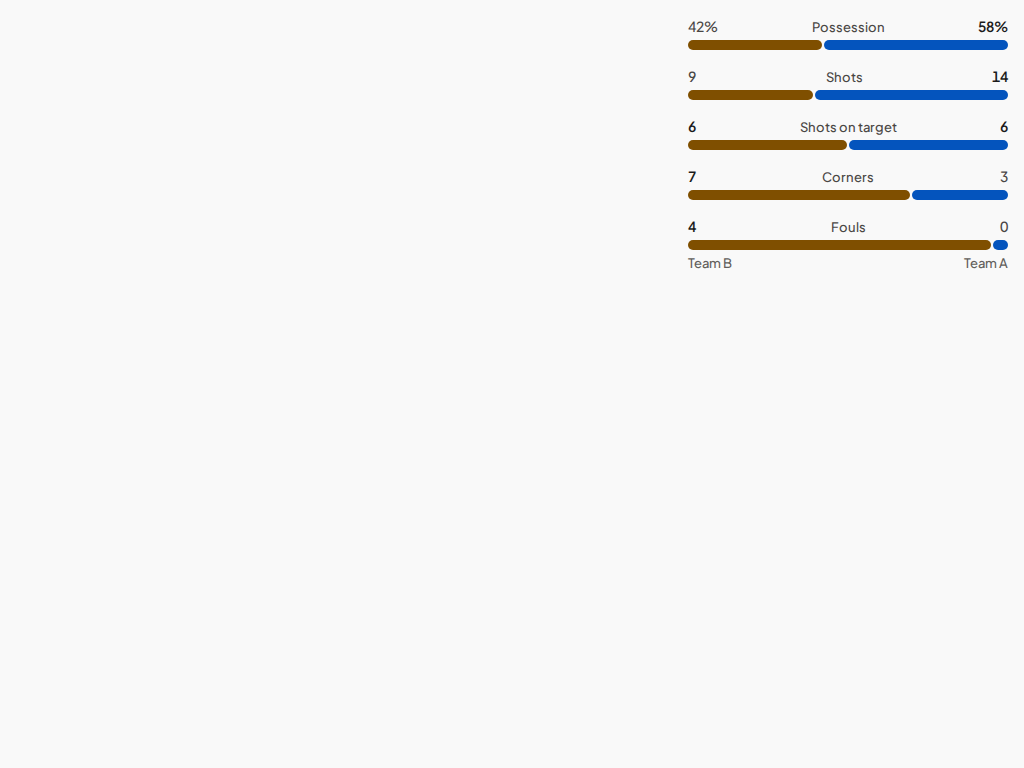 42% Possession 58%
9 Shots 14
6 Shots on target 6
7 Corners 3
4 Fouls 0
Team B Team A